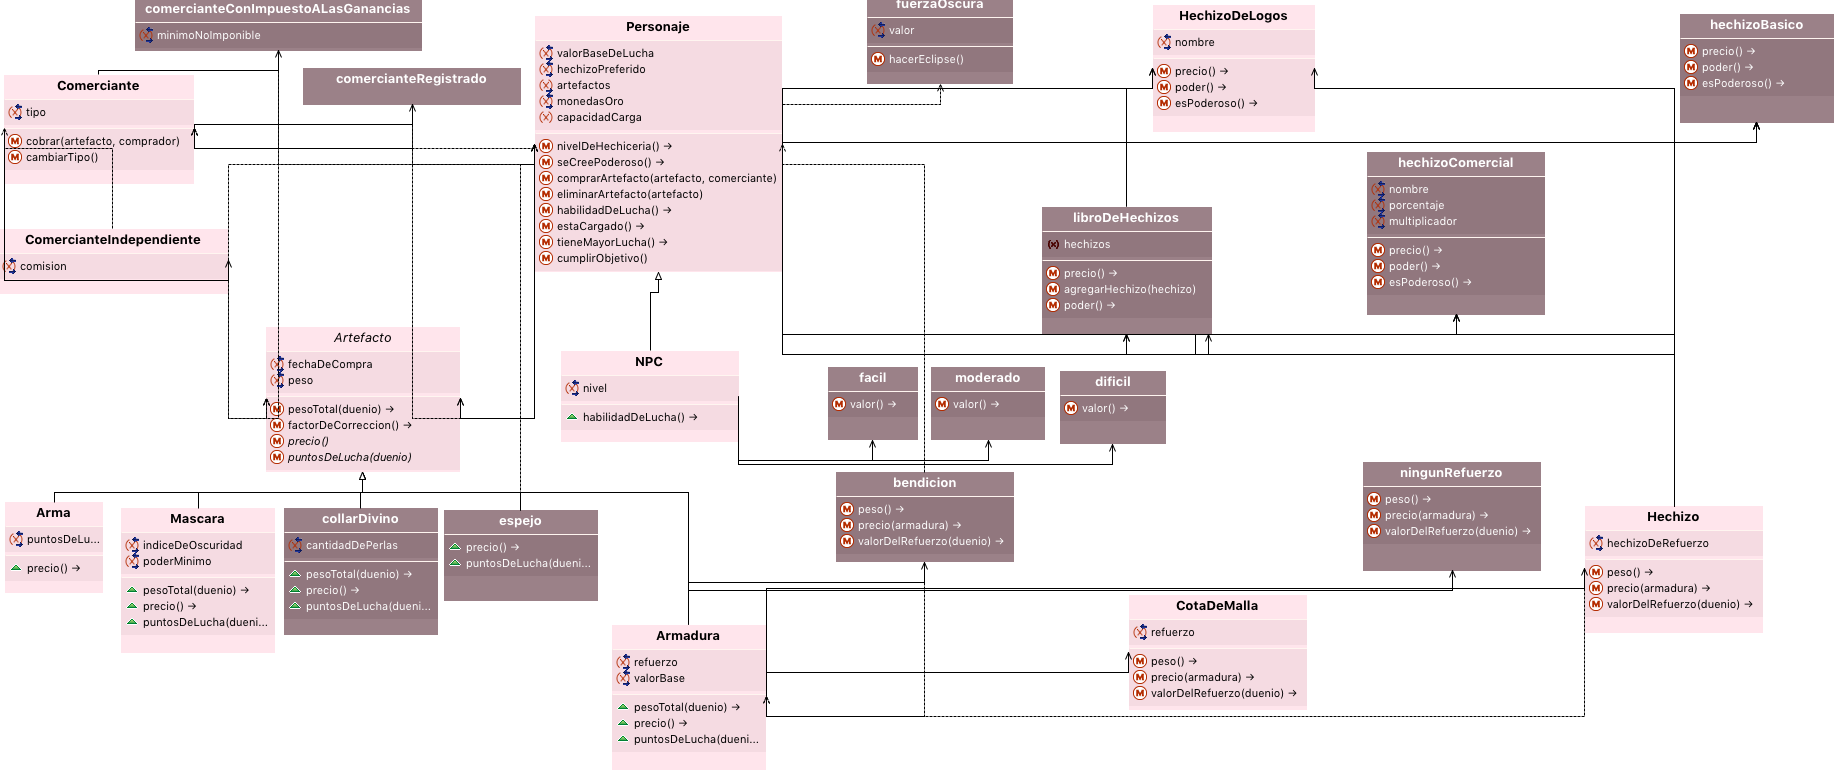 comercianteConImpuestoALasGanancias
minimoNoImponible
Comerciante
tipo
cobrar(artefacto, comprador)
cambiarTipo()
comercianteRegistrado
ComercianteIndependiente
comision
Personaje
valorBaseDeLucha
hechizoPreferido
artefactos
monedasOro
capacidadCarga
nivelDeHechiceria() →
seCreePoderoso() →
comprarArtefacto(artefacto, comerciante)
eliminarArtefacto(artefacto)
habilidadDeLucha() →
estaCargado() →
tieneMayorLucha() →
cumplirObjetivo()
fuerzaOscura
valor
hacerEclipse()
HechizoDeLogos
nombre
precio() →
poder() →
esPoderoso() →
hechizoBasico
precio() →
poder() →
esPoderoso() →
hechizoComercial
nombre
porcentaje
multiplicador
precio() →
poder() →
esPoderoso() →
libroDeHechizos
hechizos
precio() →
agregarHechizo(hechizo)
poder() →
Artefacto
fechaDeCompra
peso
pesoTotal(duenio) →
factorDeCorreccion() →
precio()
puntosDeLucha(duenio)
NPC
nivel
habilidadDeLucha() →
facil
valor() →
moderado
valor() →
dificil
valor() →
Arma
puntosDeLu...
precio() →
Mascara
indiceDeOscuridad
poderMinimo
pesoTotal(duenio) →
precio() →
puntosDeLucha(dueni...
collarDivino
cantidadDePerlas
pesoTotal(duenio) →
precio() →
puntosDeLucha(dueni...
espejo
precio() →
puntosDeLucha(dueni...
bendicion
peso() →
precio(armadura) →
valorDelRefuerzo(duenio) →
ningunRefuerzo
peso() →
precio(armadura) →
valorDelRefuerzo(duenio) →
Hechizo
hechizoDeRefuerzo
peso() →
precio(armadura) →
valorDelRefuerzo(duenio) →
Armadura
refuerzo
valorBase
pesoTotal(duenio) →
precio() →
puntosDeLucha(dueni...
CotaDeMalla
refuerzo
peso() →
precio(armadura) →
valorDelRefuerzo(duenio) →